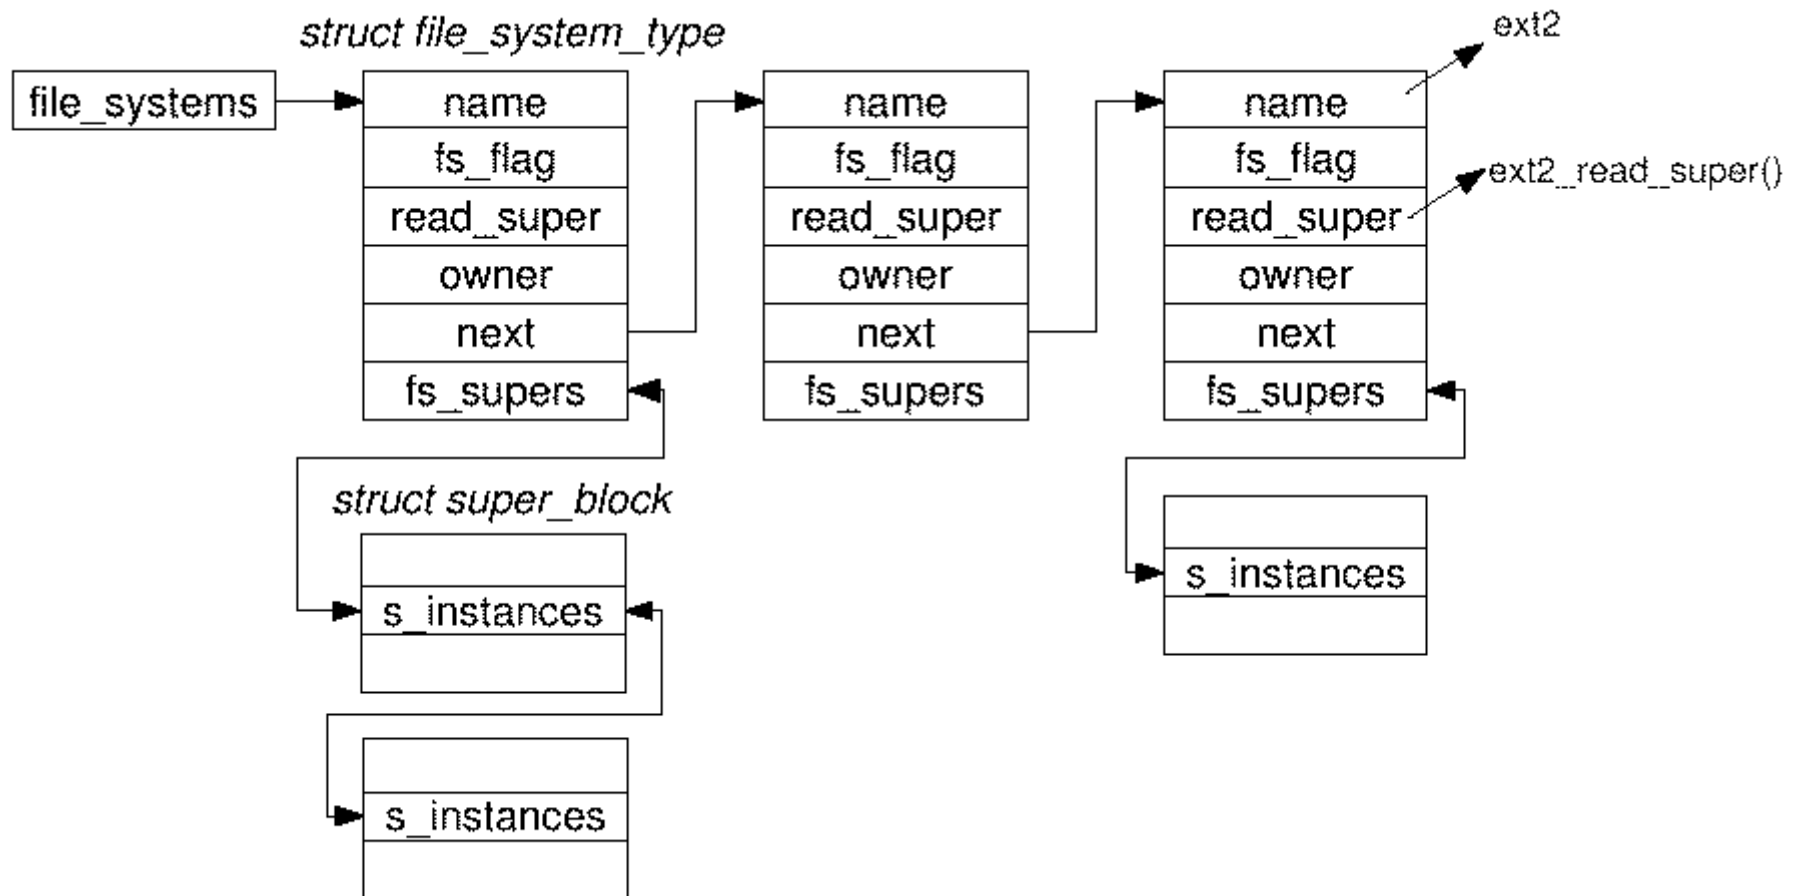 struct file_system_type
ext2
file_systems
name
fs_flag
read_super
owner
next
fs_supers
name
fs_flag
read_super
owner
next
fs_supers
name
fs_flag
read_super
owner
next
fs_supers
ext2_read_super()
struct super_block
s_instances
s_instances
s_instances